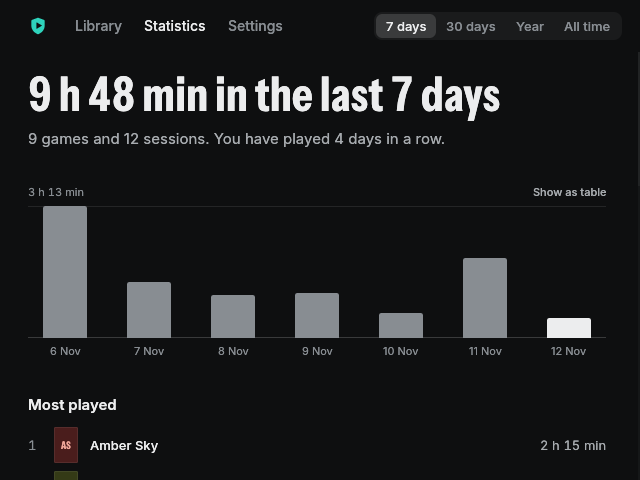 Library Statistics Settings 7 days 30 days Year All time
9 h 48 min in the last 7 days
9 games and 12 sessions. You have played 4 days in a row.
3 h 13 min Show as table
6 Nov 7 Nov 8 Nov 9 Nov 10 Nov 11 Nov 12 Nov
Most played
1 AS Amber Sky 2 h 15 min